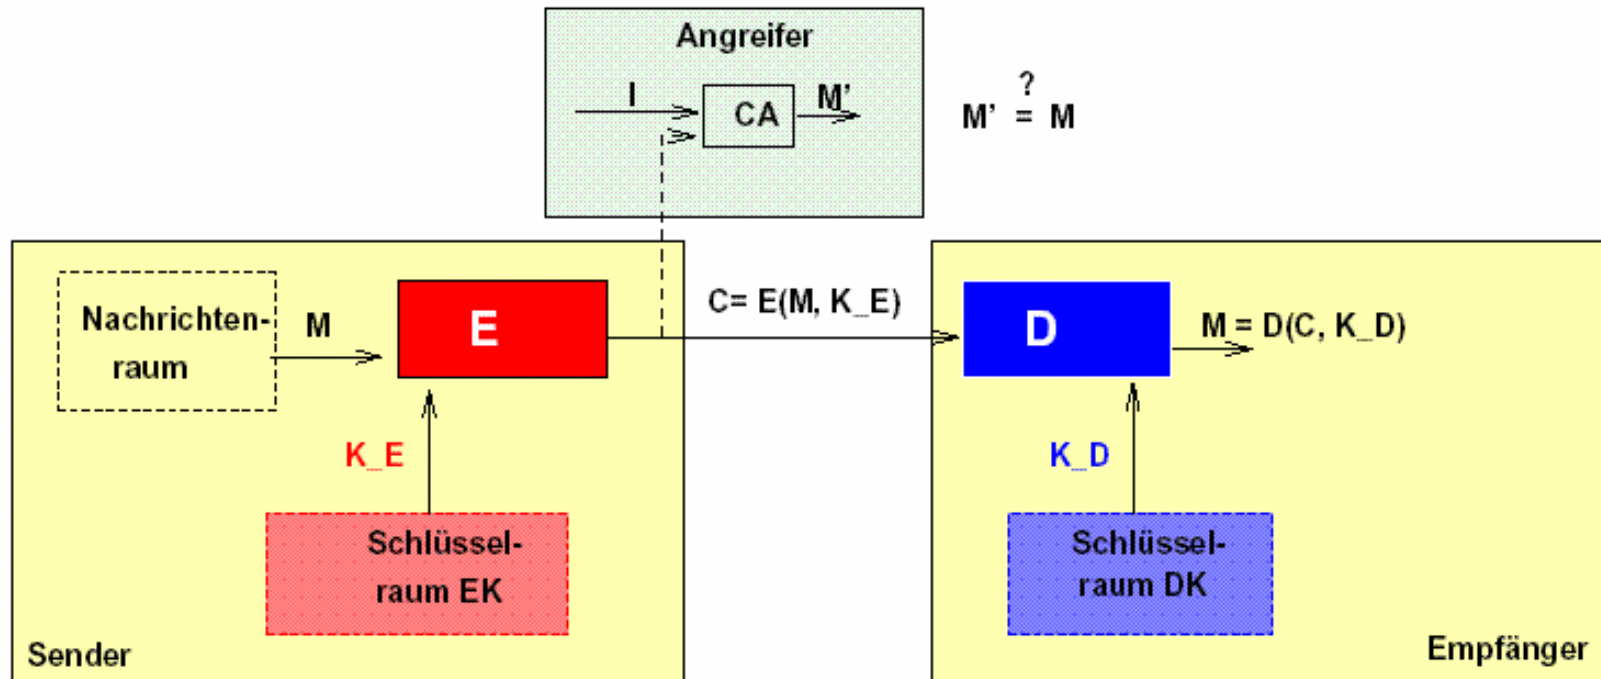 Angreifer
I
CA
M'
?
M' = M
Nachrichten-
raum
M
E
C= E(M, K_E)
D
M = D(C, K_D)
K_E
K_D
Schlüssel-
raum EK
Schlüssel-
raum DK
Sender
Empfänger